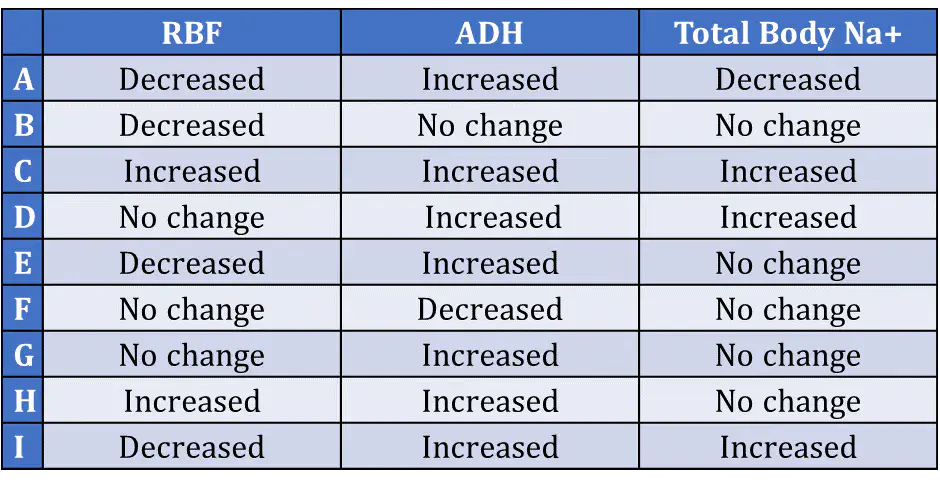 RBF ADH Total Body Na+
A Decreased Increased Decreased
B Decreased No change No change
C Increased Increased Increased
D No change Increased Increased
E Decreased Increased No change
F No change Decreased No change
G No change Increased No change
H Increased Increased No change
I Decreased Increased Increased